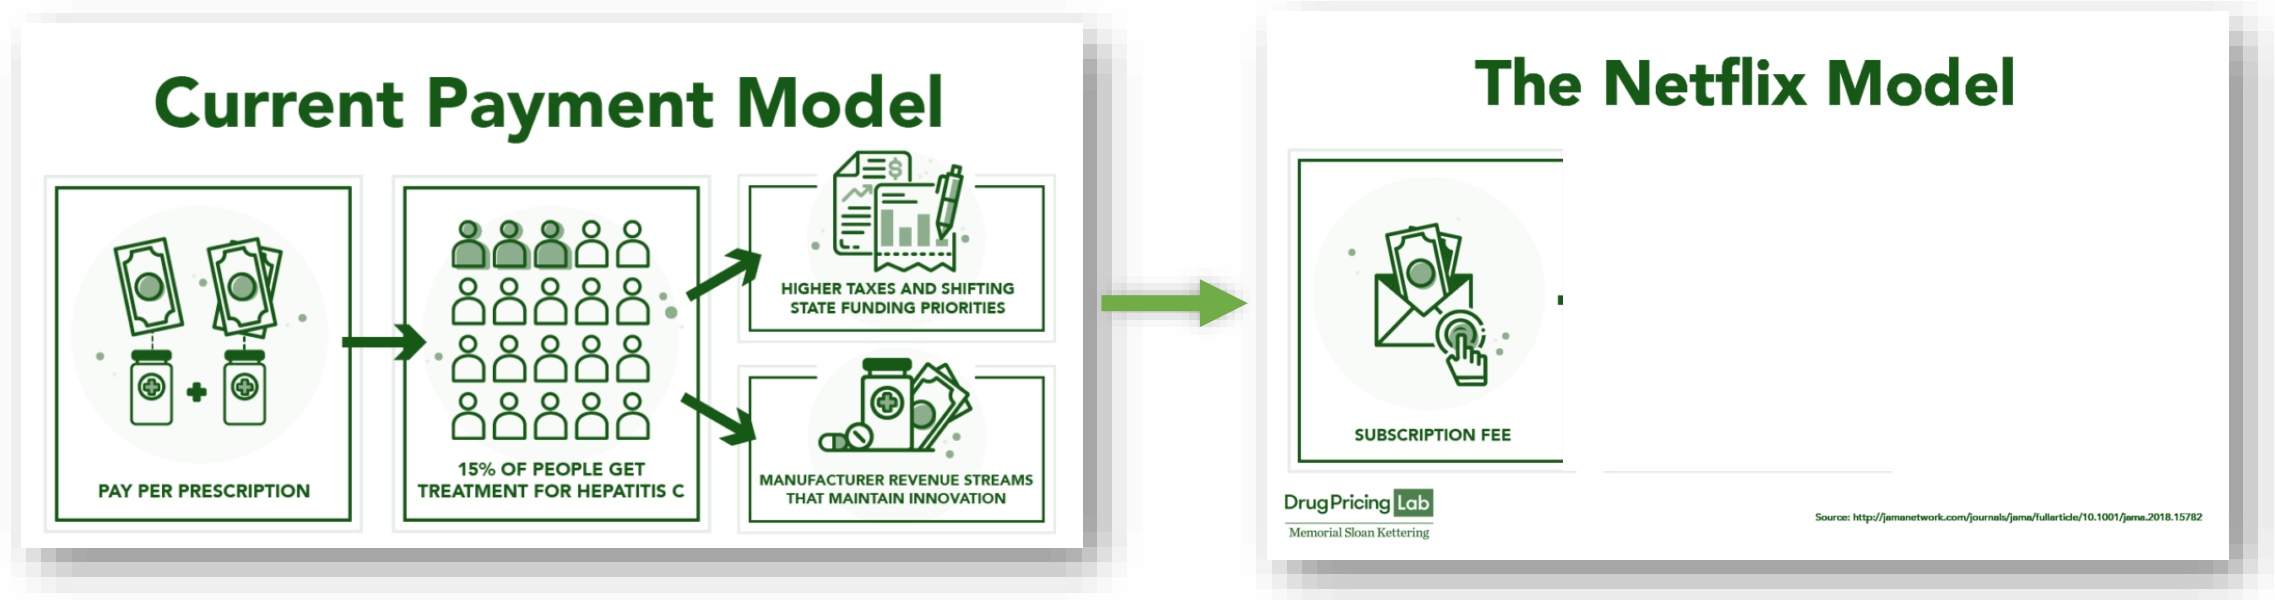 Current Payment Model
PAY PER PRESCRIPTION
15% OF PEOPLE GET
TREATMENT FOR HEPATITIS C
$
HIGHER TAXES AND SHIFTING
STATE FUNDING PRIORITIES
MANUFACTURER REVENUE STREAMS
THAT MAINTAIN INNOVATION
The Netflix Model
SUBSCRIPTION FEE
DrugPricing Lab
Memorial Sloan Kettering
Source: http://jamanetwork.com/journals/jama/fullarticle/10.1001/jama.2018.15782